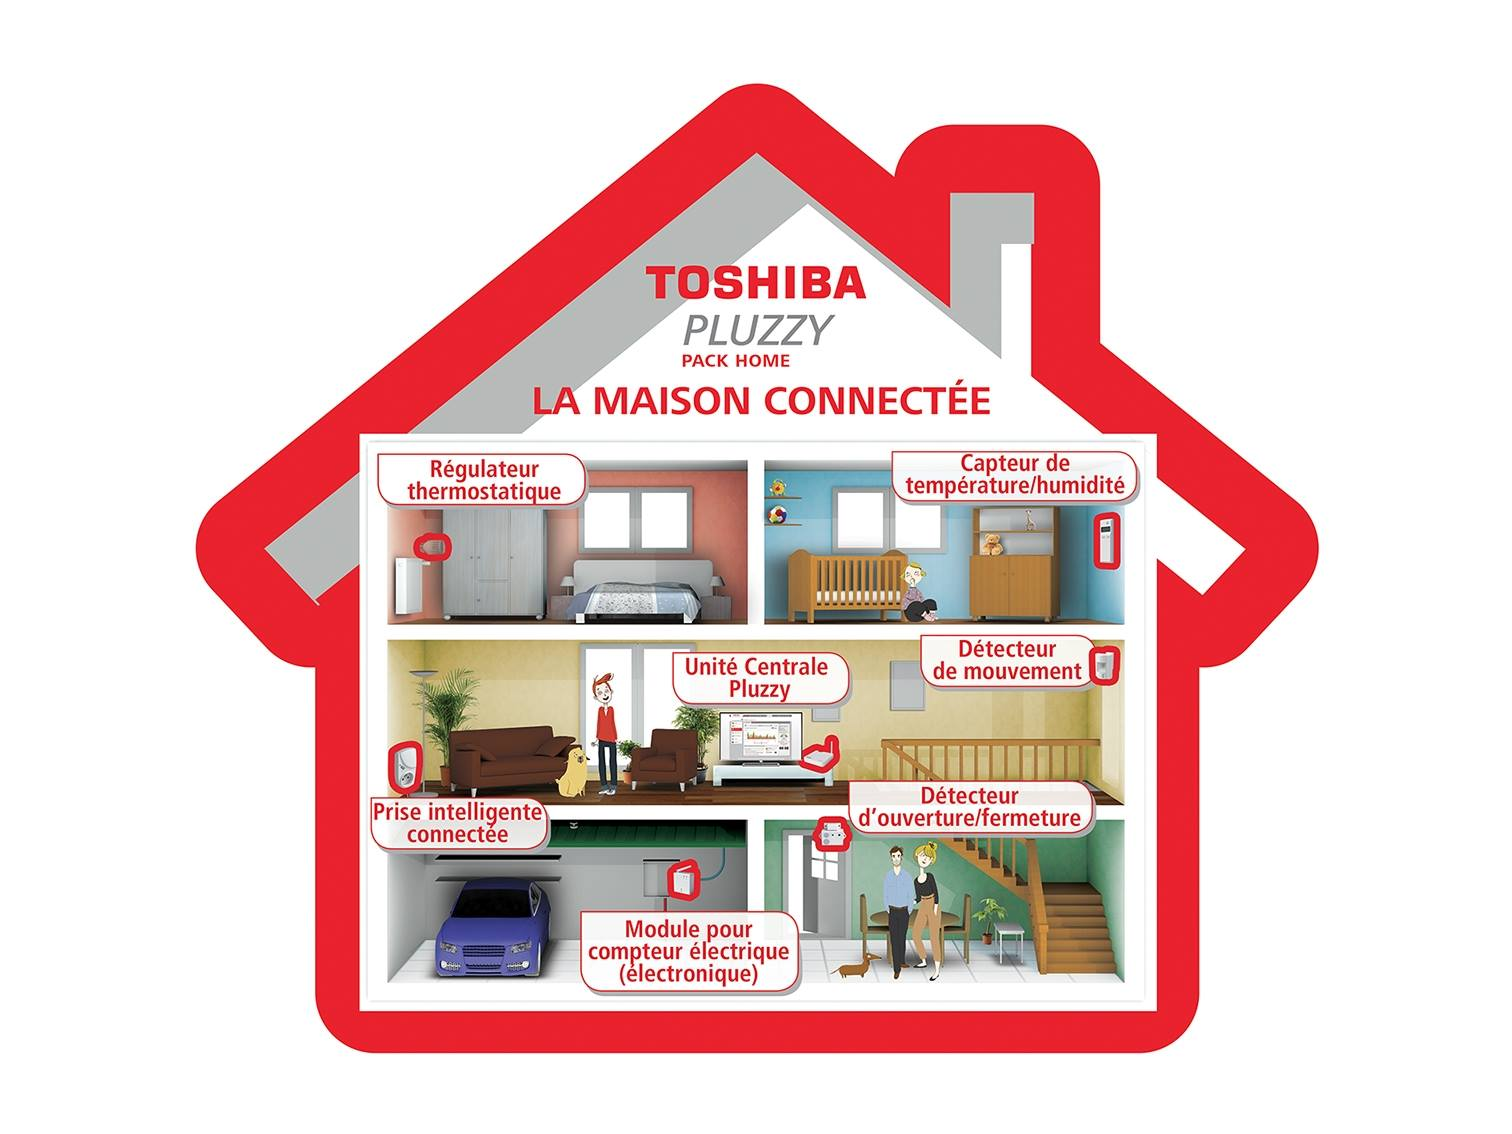 TOSHIBA
PLUZZY
PACK HOME
LA MAISON CONNECTÉE
Régulateur
thermostatique
Capteur de
température/humidité
Unité Centrale
Pluzzy
Détecteur
de mouvement
Prise intelligente
connectée
Détecteur
d'ouverture/fermeture
Module pour
compteur électrique
(électronique)